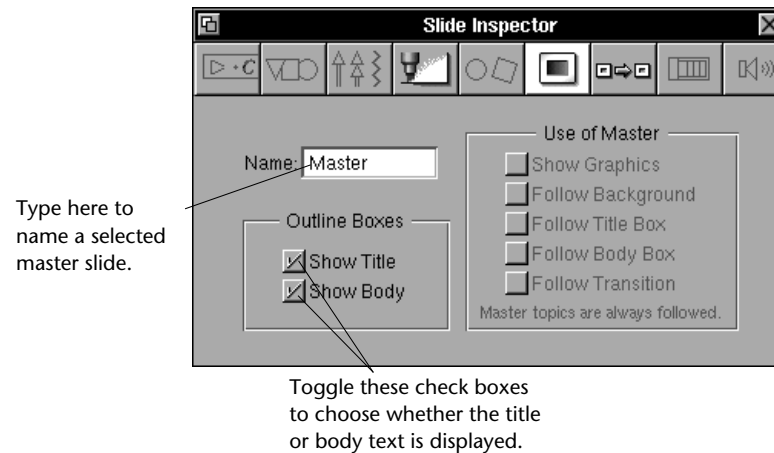 Slide Inspector
C
Name: Master
Outline Boxes
Show Title
Show Body
Use of Master
Show Graphics
Follow Background
Follow Title Box
Follow Body Box
Follow Transition
Master topics are always followed.
Type here to
name a selected
master slide.
Toggle these check boxes
to choose whether the title
or body text is displayed.